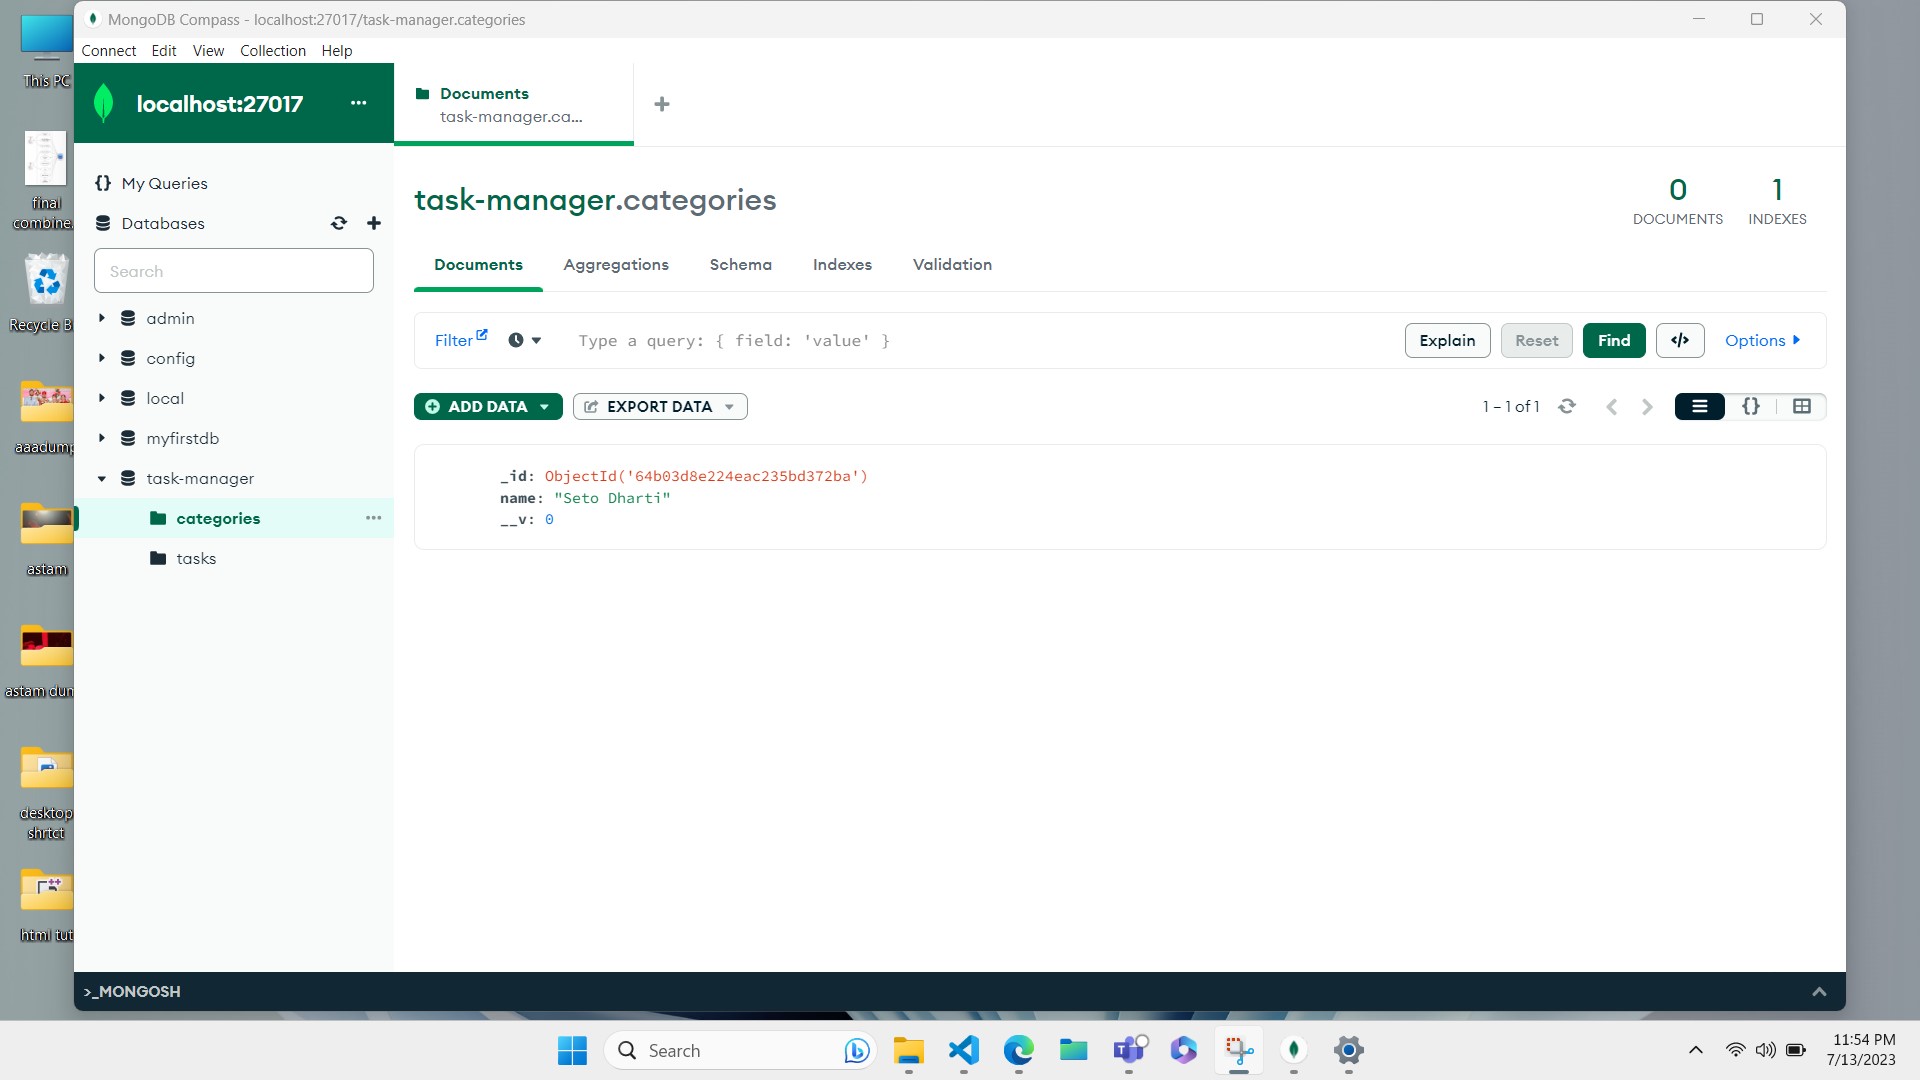 MongoDB Compass - localhost:27017/task-manager.categories
Connect Edit View Collection Help
localhost:27017
Documents
task-manager.ca...
My Queries
Databases
Search
admin
config
local
myfirstdb
task-manager
categories
tasks
task-manager.categories
0
DOCUMENTS
1
INDEXES
Documents Aggregations Schema Indexes Validation
Filter
Type a query: { field: 'value' }
Explain Reset Find </> Options
ADD DATA EXPORT DATA
1 – 1 of 1
{}
_id: ObjectId('64b03d8e224eac235bd372ba')
name: "Seto Dharti"
__v: 0
>_MONGOSH
This PC
final
combine.
Recycle B
aaadump
astam
astam dun
desktop
shrtct
html tut
Search
11:54 PM
7/13/2023